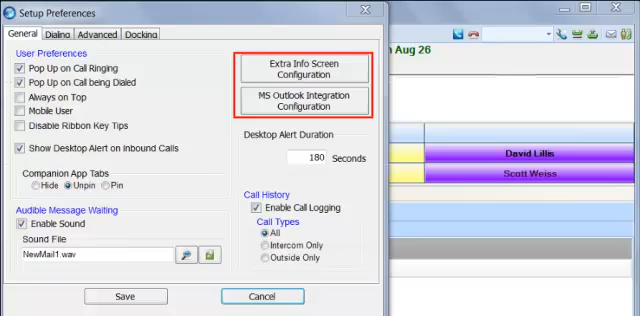 Setup Preferences
General
Dialing
Advanced
Docking
User Preferences
Pop Up on Call Ringing
Pop Up on Call being Dialed
Always on Top
Mobile User
Disable Ribbon Key Tips
Show Desktop Alert on Inbound Calls
Companion App Tabs
Hide
Unpin
Pin
Audible Message Waiting
Enable Sound
Sound File
NewMail1.wav
Extra Info Screen
Configuration
MS Outlook Integration
Configuration
Desktop Alert Duration
180 Seconds
Call History
Enable Call Logging
Call Types
All
Intercom Only
Outside Only
Save
Cancel
Aug 26
David Lillis
Scott Weiss